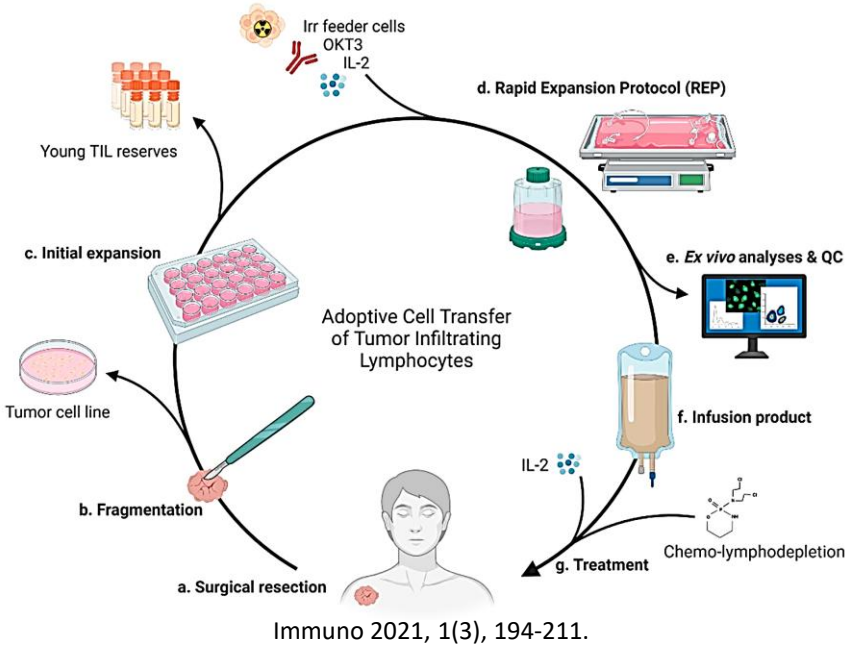 Irr feeder cells
OKT3
IL-2
d. Rapid Expansion Protocol (REP)
Young TIL reserves
c. Initial expansion
e. Ex vivo analyses & QC
Adoptive Cell Transfer
of Tumor Infiltrating
Lymphocytes
Tumor cell line
f. Infusion product
IL-2
b. Fragmentation
Chemo-lymphodepletion
g. Treatment
a. Surgical resection
Immuno 2021, 1(3), 194-211.